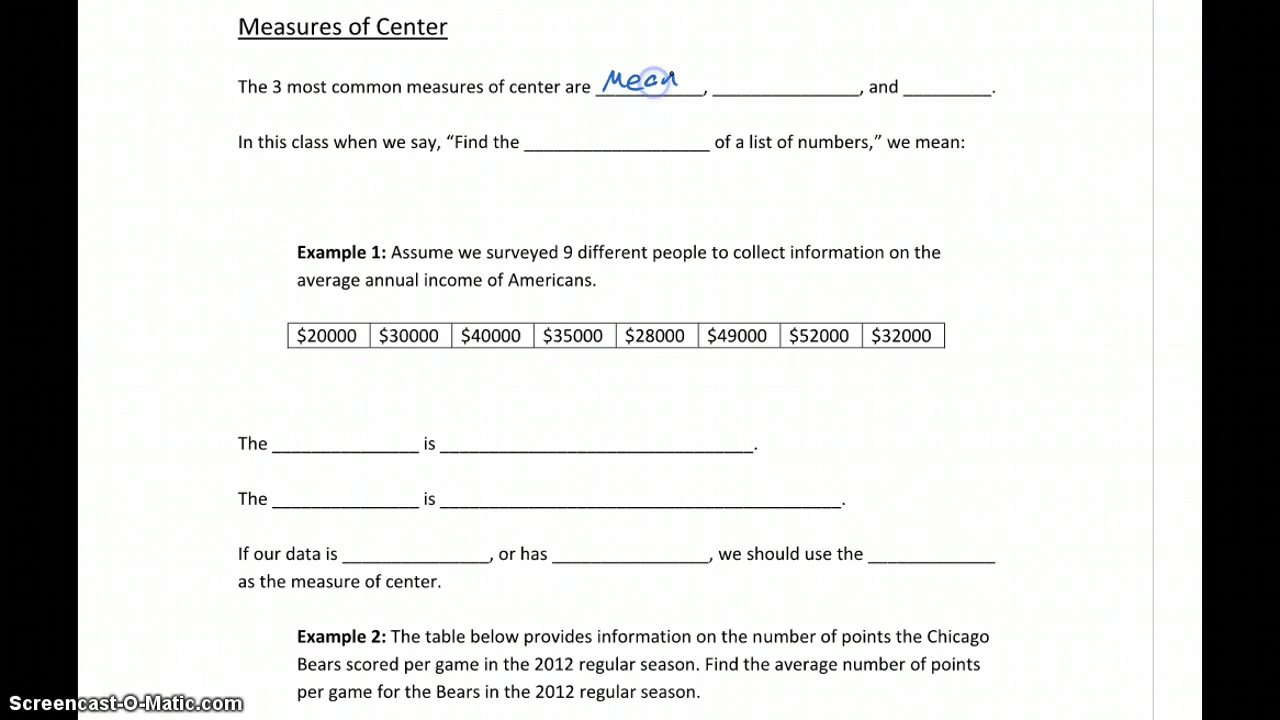 Measures of Center
The 3 most common measures of center are Mean, ______________, and ________.
In this class when we say, “Find the _________________ of a list of numbers,” we mean:
Example 1: Assume we surveyed 9 different people to collect information on the
average annual income of Americans.
$20000 $30000 $40000 $35000 $28000 $49000 $52000 $32000
The ______________ is ______________________________.
The ______________ is ______________________________________.
If our data is ______________, or has _______________, we should use the ____________
as the measure of center.
Example 2: The table below provides information on the number of points the Chicago
Bears scored per game in the 2012 regular season. Find the average number of points
per game for the Bears in the 2012 regular season.
Screencast-O-Matic.com